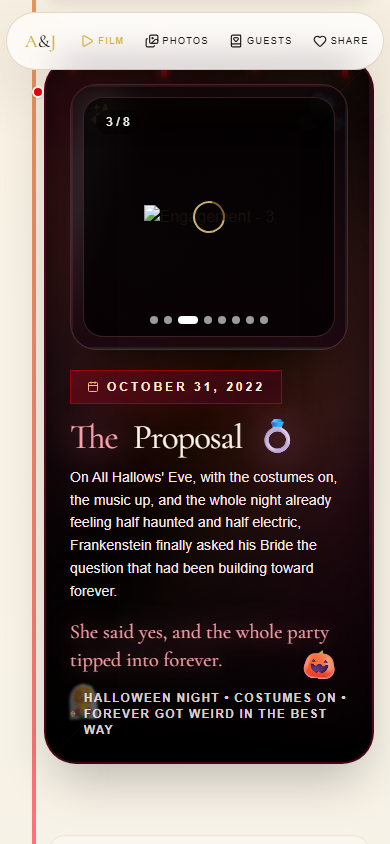 A&J
FILM
PHOTOS
GUESTS
SHARE
3 / 8
Engagement - 3
OCTOBER 31, 2022
The Proposal
On All Hallows' Eve, with the costumes on,
the music up, and the whole night already
feeling half haunted and half electric,
Frankenstein finally asked his Bride the
question that had been building toward
forever.
She said yes, and the whole party
tipped into forever.
HALLOWEEN NIGHT • COSTUMES ON •
FOREVER GOT WEIRD IN THE BEST
WAY